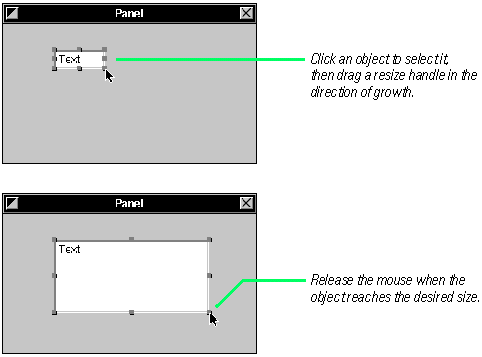 Panel
Text
Click an object to select it,
then drag a resize handle in the
direction of growth.
Panel
Text
Release the mouse when the
object reaches the desired size.